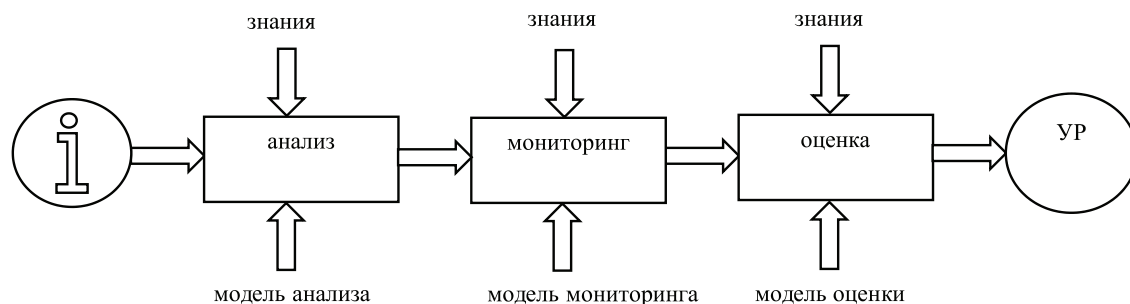 знания
знания
знания
i
анализ
мониторинг
оценка
УР
модель анализа
модель мониторинга
модель оценки